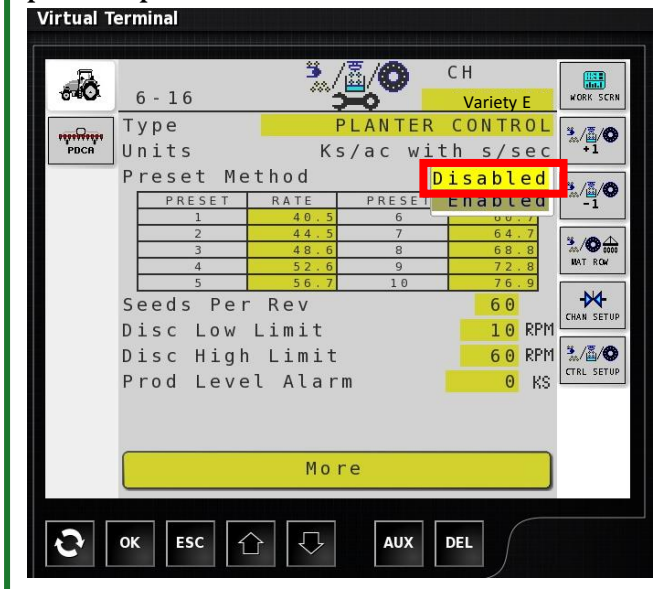 Virtual Terminal
CH
6-16
Variety E
WORK SCRN
Type PLANTER CONTROL
PDCA
+1
Units Ks/ac with s/sec
Preset Method Disabled
Enabled
-1
PRESET RATE PRESET
1 40.5 6 60.7
2 44.5 7 64.7
3 48.6 8 68.8
MAT ROW
4 52.6 9 72.8
5 56.7 10 76.9
Seeds Per Rev 60
CHAN SETUP
Disc Low Limit 10 RPM
Disc High Limit 60 RPM
CTRL SETUP
Prod Level Alarm 0 KS
More
OK ESC AUX DEL